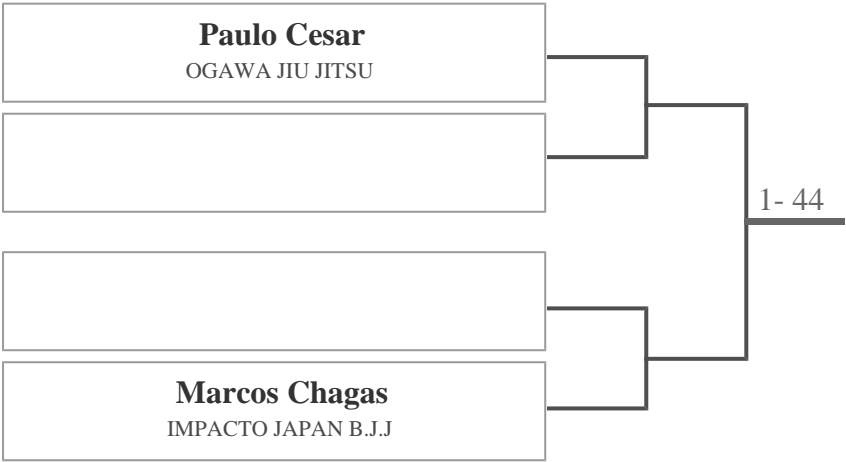 Paulo Cesar
OGAWA JIU JITSU
1- 44
Marcos Chagas
IMPACTO JAPAN B.J.J